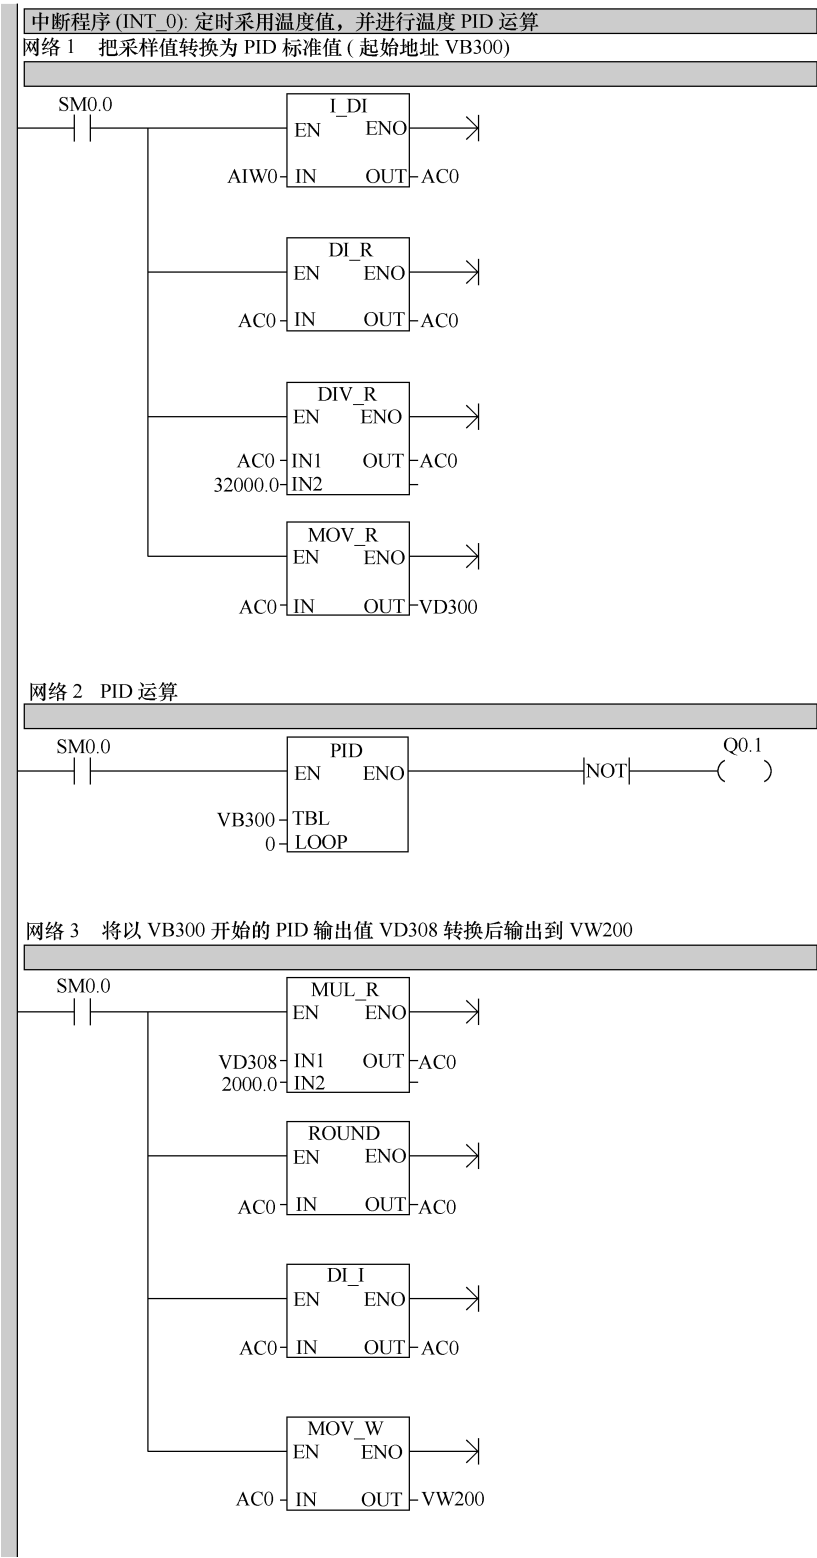 中断程序 (INT_0): 定时采用温度值，并进行温度 PID 运算
网络 1 把采样值转换为 PID 标准值 ( 起始地址 VB300)
SM0.0
I_DI
EN ENO
AIW0 IN OUT AC0
DI_R
EN ENO
AC0 IN OUT AC0
DIV_R
EN ENO
AC0 IN1 OUT AC0
32000.0 IN2
MOV_R
EN ENO
AC0 IN OUT VD300
网络 2 PID 运算
SM0.0
PID
Q0.1
EN ENO
NOT
VB300 TBL
0 LOOP
网络 3 将以 VB300 开始的 PID 输出值 VD308 转换后输出到 VW200
SM0.0
MUL_R
EN ENO
VD308 IN1 OUT AC0
2000.0 IN2
ROUND
EN ENO
AC0 IN OUT AC0
DI_I
EN ENO
AC0 IN OUT AC0
MOV_W
EN ENO
AC0 IN OUT VW200